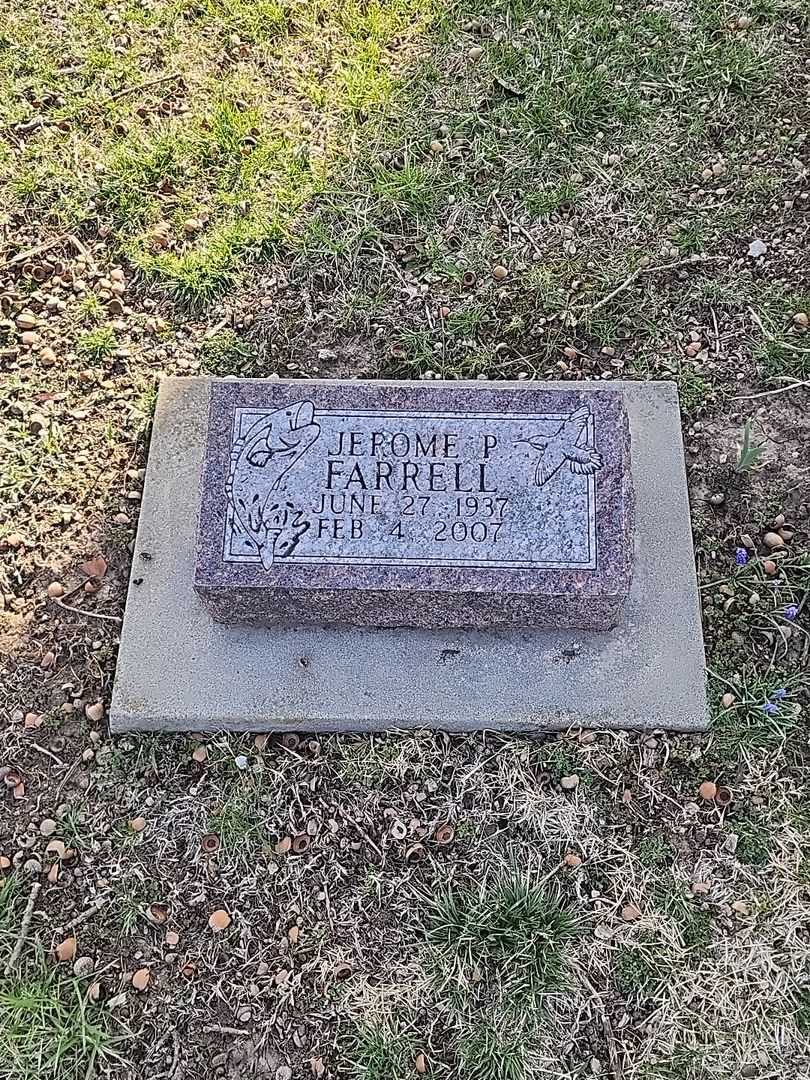 JEROME P
FARRELL
JUNE 27 1937
FEB 4 2007